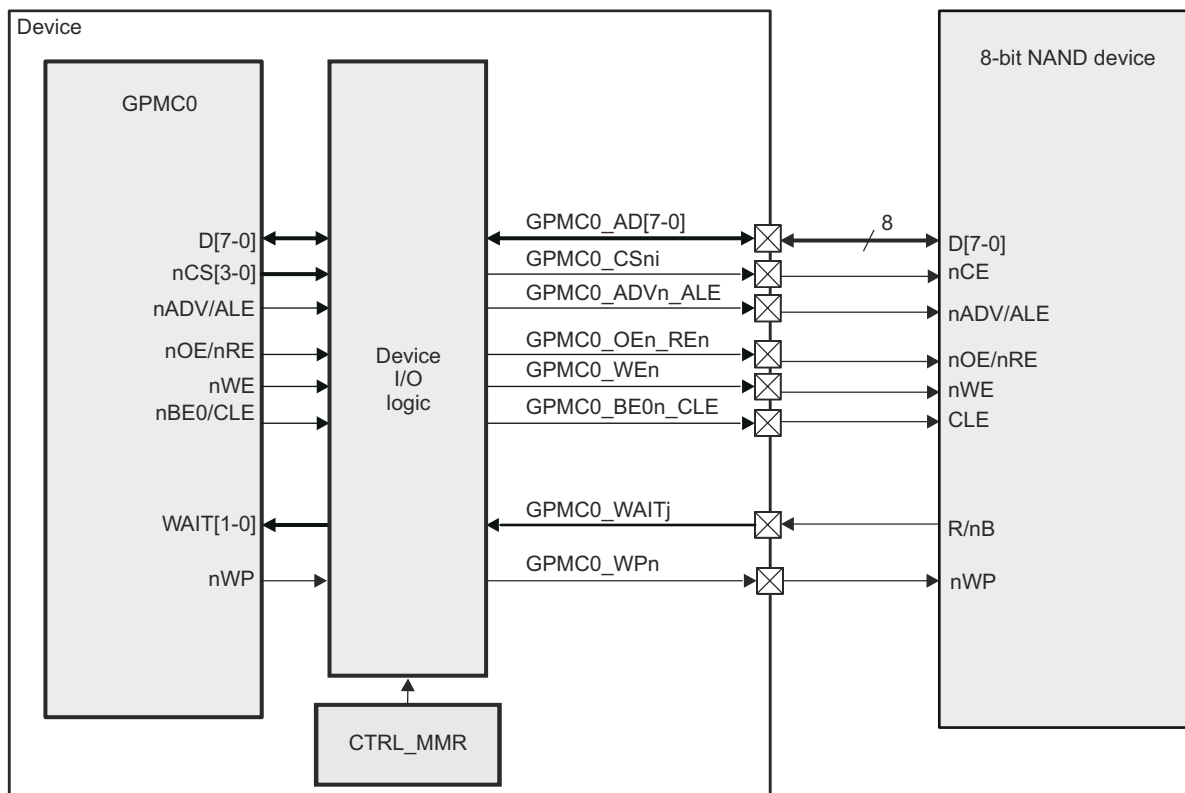 Device
GPMC0
8-bit NAND device
D[7-0]
nCS[3-0]
nADV/ALE
nOE/nRE
nWE
nBE0/CLE
WAIT[1-0]
nWP
Device
I/O
logic
GPMC0_AD[7-0]
GPMC0_CSni
GPMC0_ADVn_ALE
GPMC0_OEn_REn
GPMC0_WEn
GPMC0_BE0n_CLE
GPMC0_WAITj
GPMC0_WPn
8
D[7-0]
nCE
nADV/ALE
nOE/nRE
nWE
CLE
R/nB
nWP
CTRL_MMR